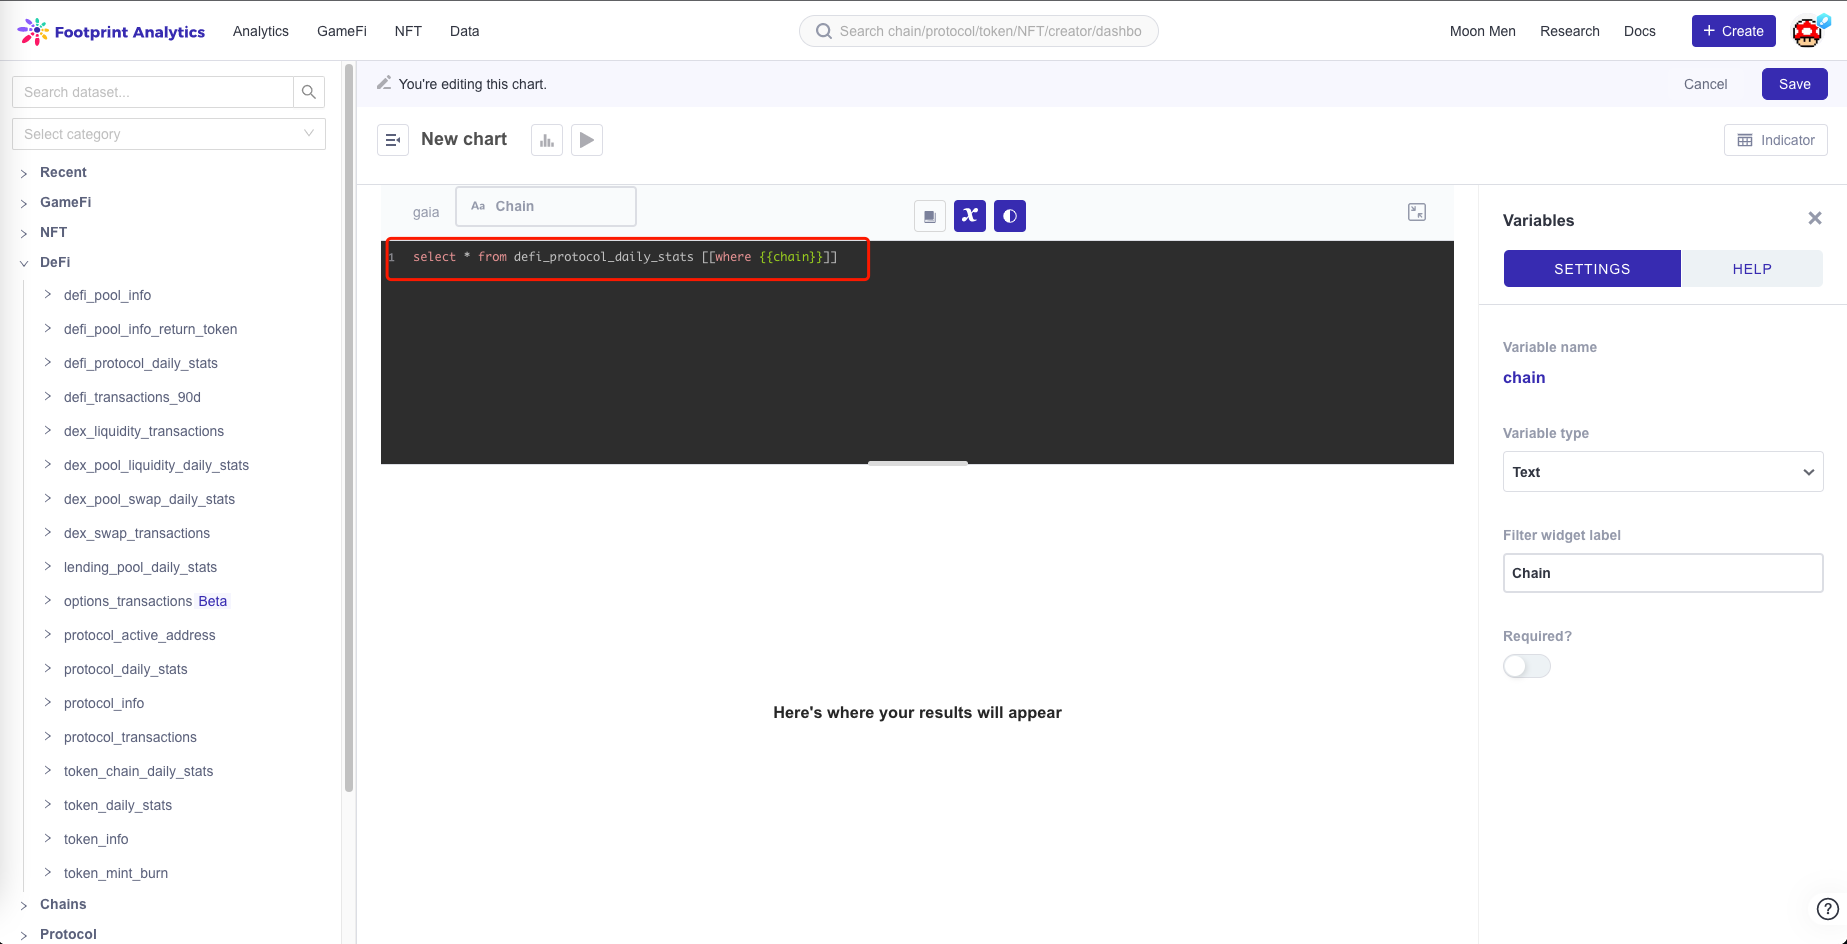 Footprint Analytics
Analytics
GameFi
NFT
Data
Search chain/protocol/token/NFT/creator/dashbo
Moon Men
Research
Docs
+ Create
Search dataset...
Select category
Recent
GameFi
NFT
DeFi
defi_pool_info
defi_pool_info_return_token
defi_protocol_daily_stats
defi_transactions_90d
dex_liquidity_transactions
dex_pool_liquidity_daily_stats
dex_pool_swap_daily_stats
dex_swap_transactions
lending_pool_daily_stats
options_transactions Beta
protocol_active_address
protocol_daily_stats
protocol_info
protocol_transactions
token_chain_daily_stats
token_daily_stats
token_info
token_mint_burn
Chains
Protocol
You're editing this chart.
Cancel
Save
New chart
Indicator
gaia
Aa Chain
1 select * from defi_protocol_daily_stats [[where {{chain}}]]
Here's where your results will appear
Variables
SETTINGS
HELP
Variable name
chain
Variable type
Text
Filter widget label
Chain
Required?